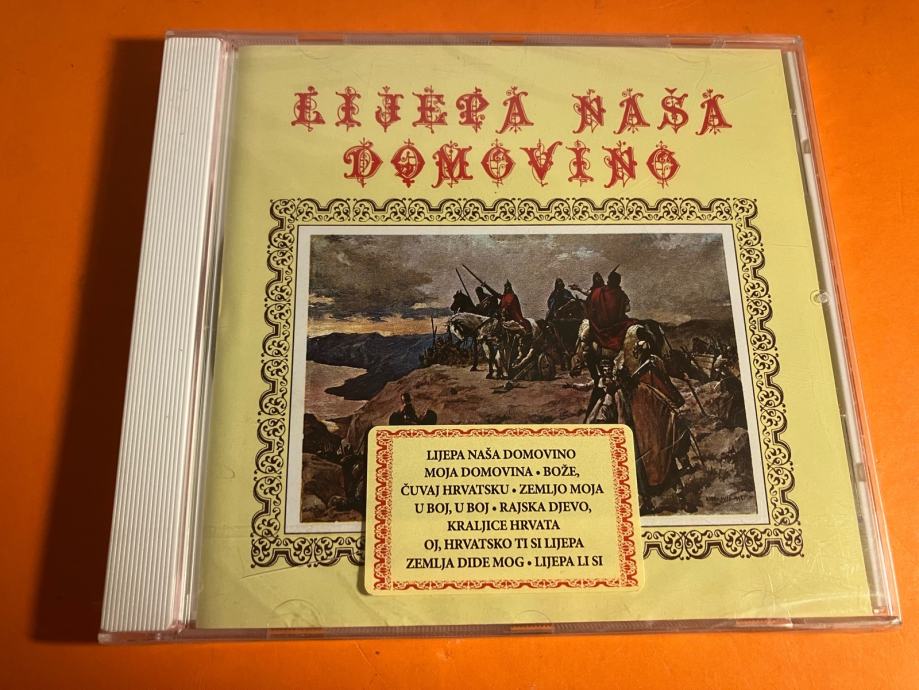 LIJEPA NAŠA
DOMOVINO
LIJEPA NAŠA DOMOVINO
MOJA DOMOVINA • BOŽE,
ČUVAJ HRVATSKU • ZEMLJO MOJA
U BOJ, U BOJ • RAJSKA DJEVO,
KRALJICE HRVATA
OJ, HRVATSKO TI SI LIJEPA
ZEMLJA DIDE MOG • LIJEPA LI SI